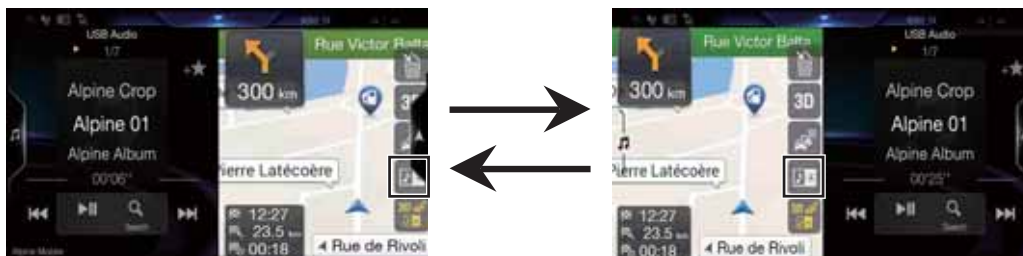 USB Audio
1/7
Alpine Crop
Alpine 01
Alpine Album
00'06"
Search
Rue Victor Balta
300 km
3D
Pierre Latécoère
12:27
23.5 km
00:18
Rue de Rivoli
Rue Victor Balta
300 km
3D
Pierre Latécoère
12:27
23.5 km
00:18
Rue de Rivoli
USB Audio
1/7
Alpine Crop
Alpine 01
Alpine Album
00'25"
Search